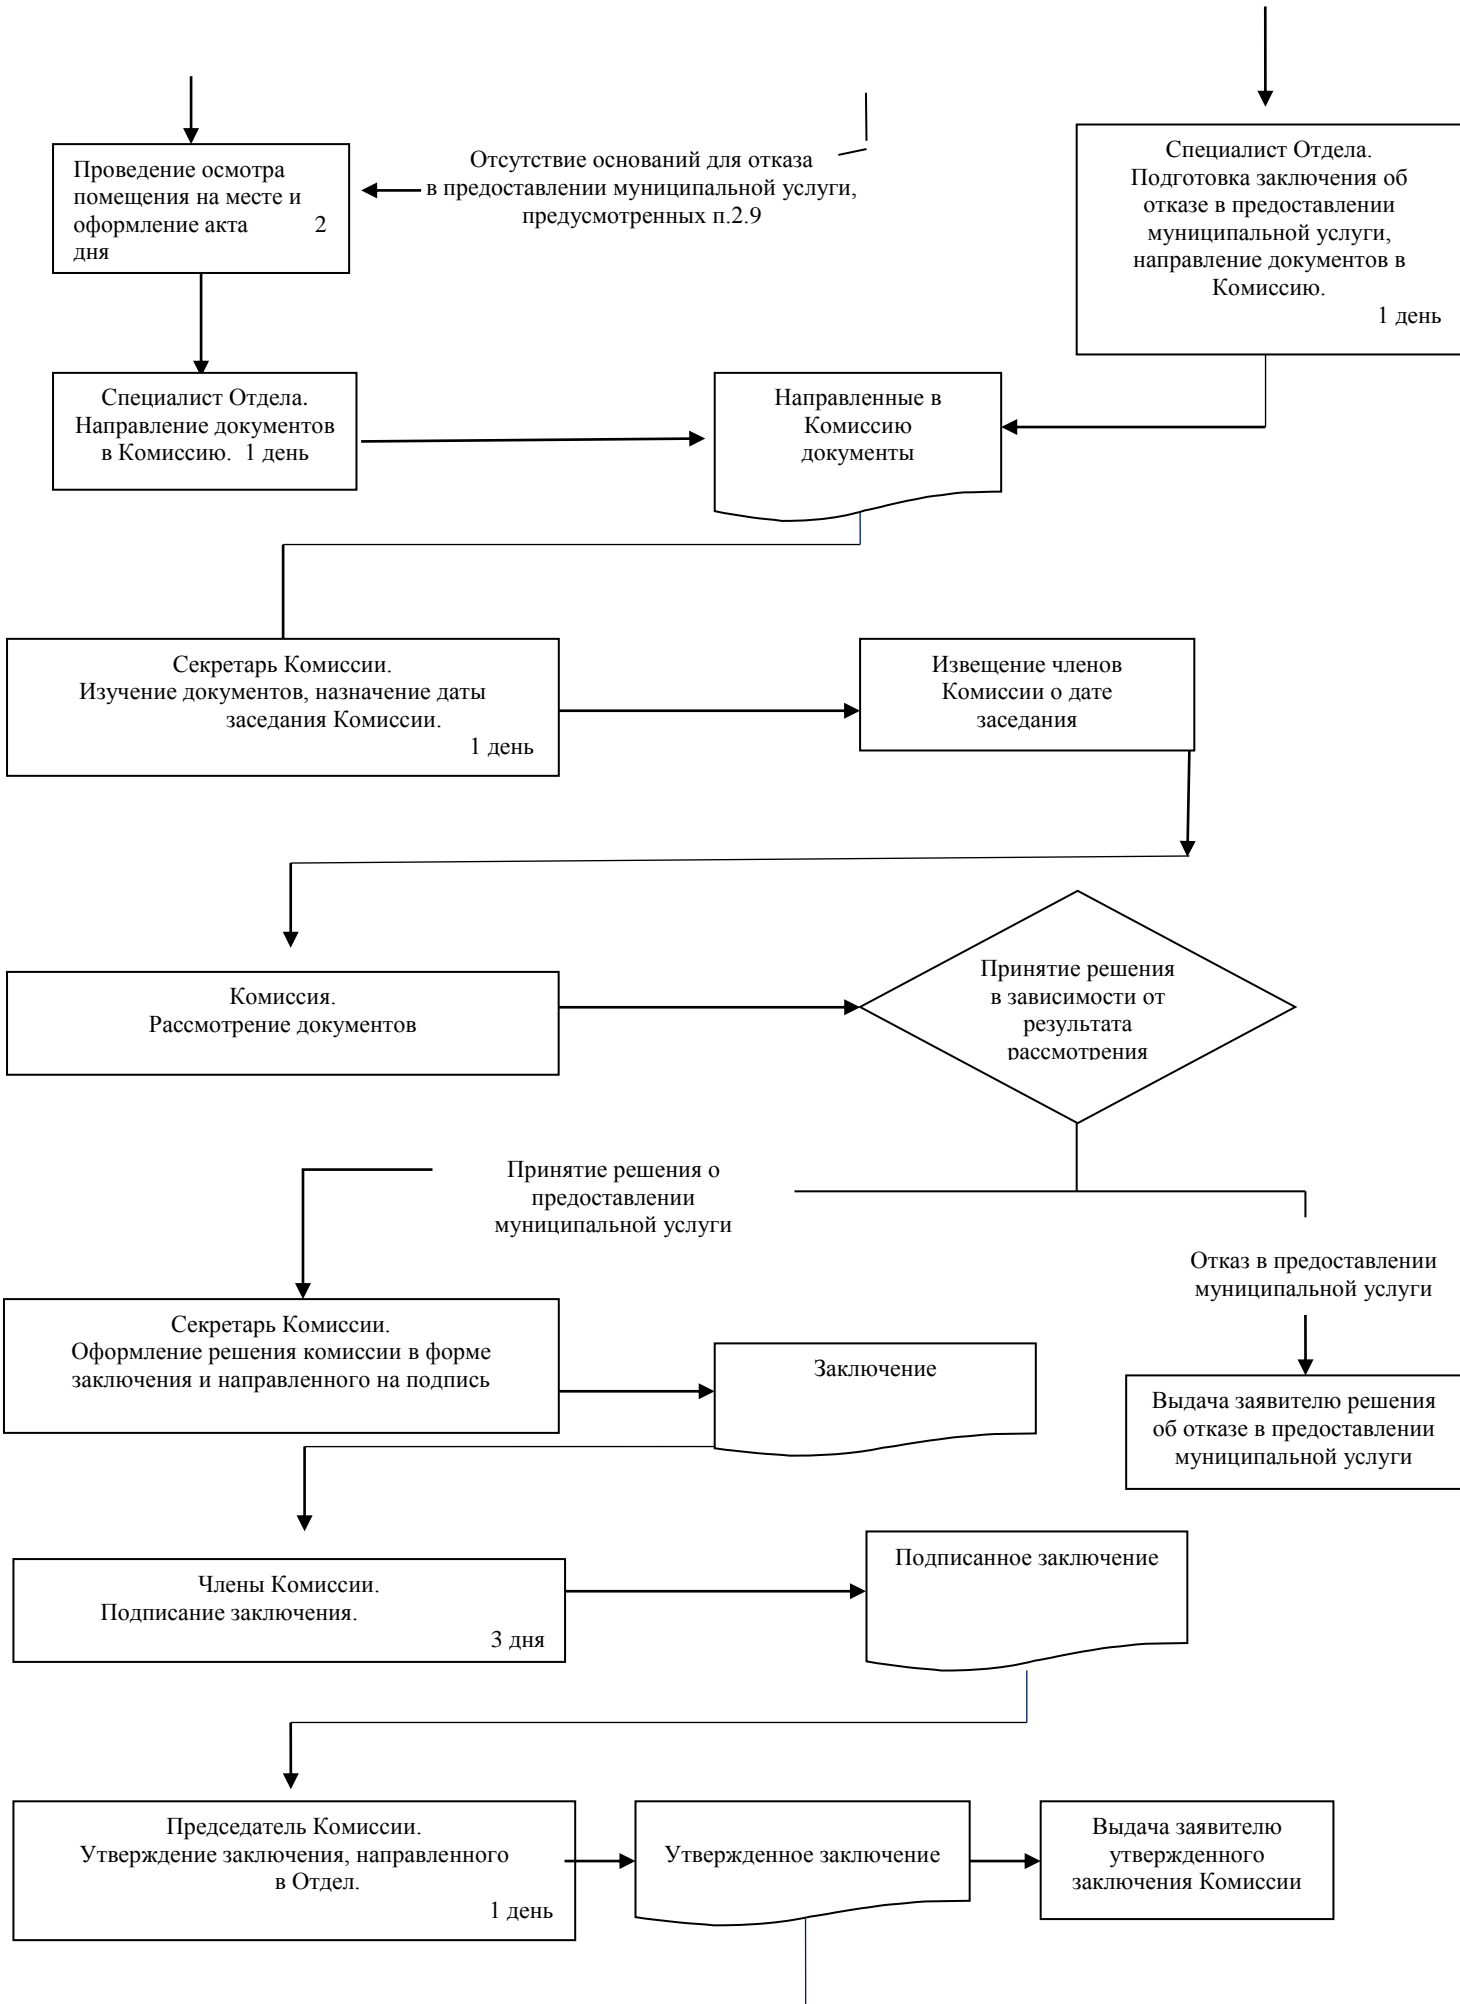 Проведение осмотра
помещения на месте и
оформление акта 2
дня
Отсутствие оснований для отказа
в предоставлении муниципальной услуги,
предусмотренных п.2.9
Специалист Отдела.
Подготовка заключения об
отказе в предоставлении
муниципальной услуги,
направление документов в
Комиссию.
1 день
Специалист Отдела.
Направление документов
в Комиссию. 1 день
Направленные в
Комиссию
документы
Секретарь Комиссии.
Изучение документов, назначение даты
заседания Комиссии.
1 день
Извещение членов
Комиссии о дате
заседания
Комиссия.
Рассмотрение документов
Принятие решения
в зависимости от
результата
рассмотрения
Принятие решения о
предоставлении
муниципальной услуги
Отказ в предоставлении
муниципальной услуги
Секретарь Комиссии.
Оформление решения комиссии в форме
заключения и направленного на подпись
Заключение
Выдача заявителю решения
об отказе в предоставлении
муниципальной услуги
Члены Комиссии.
Подписание заключения.
3 дня
Подписанное заключение
Председатель Комиссии.
Утверждение заключения, направленного
в Отдел.
1 день
Утвержденное заключение
Выдача заявителю
утвержденного
заключения Комиссии